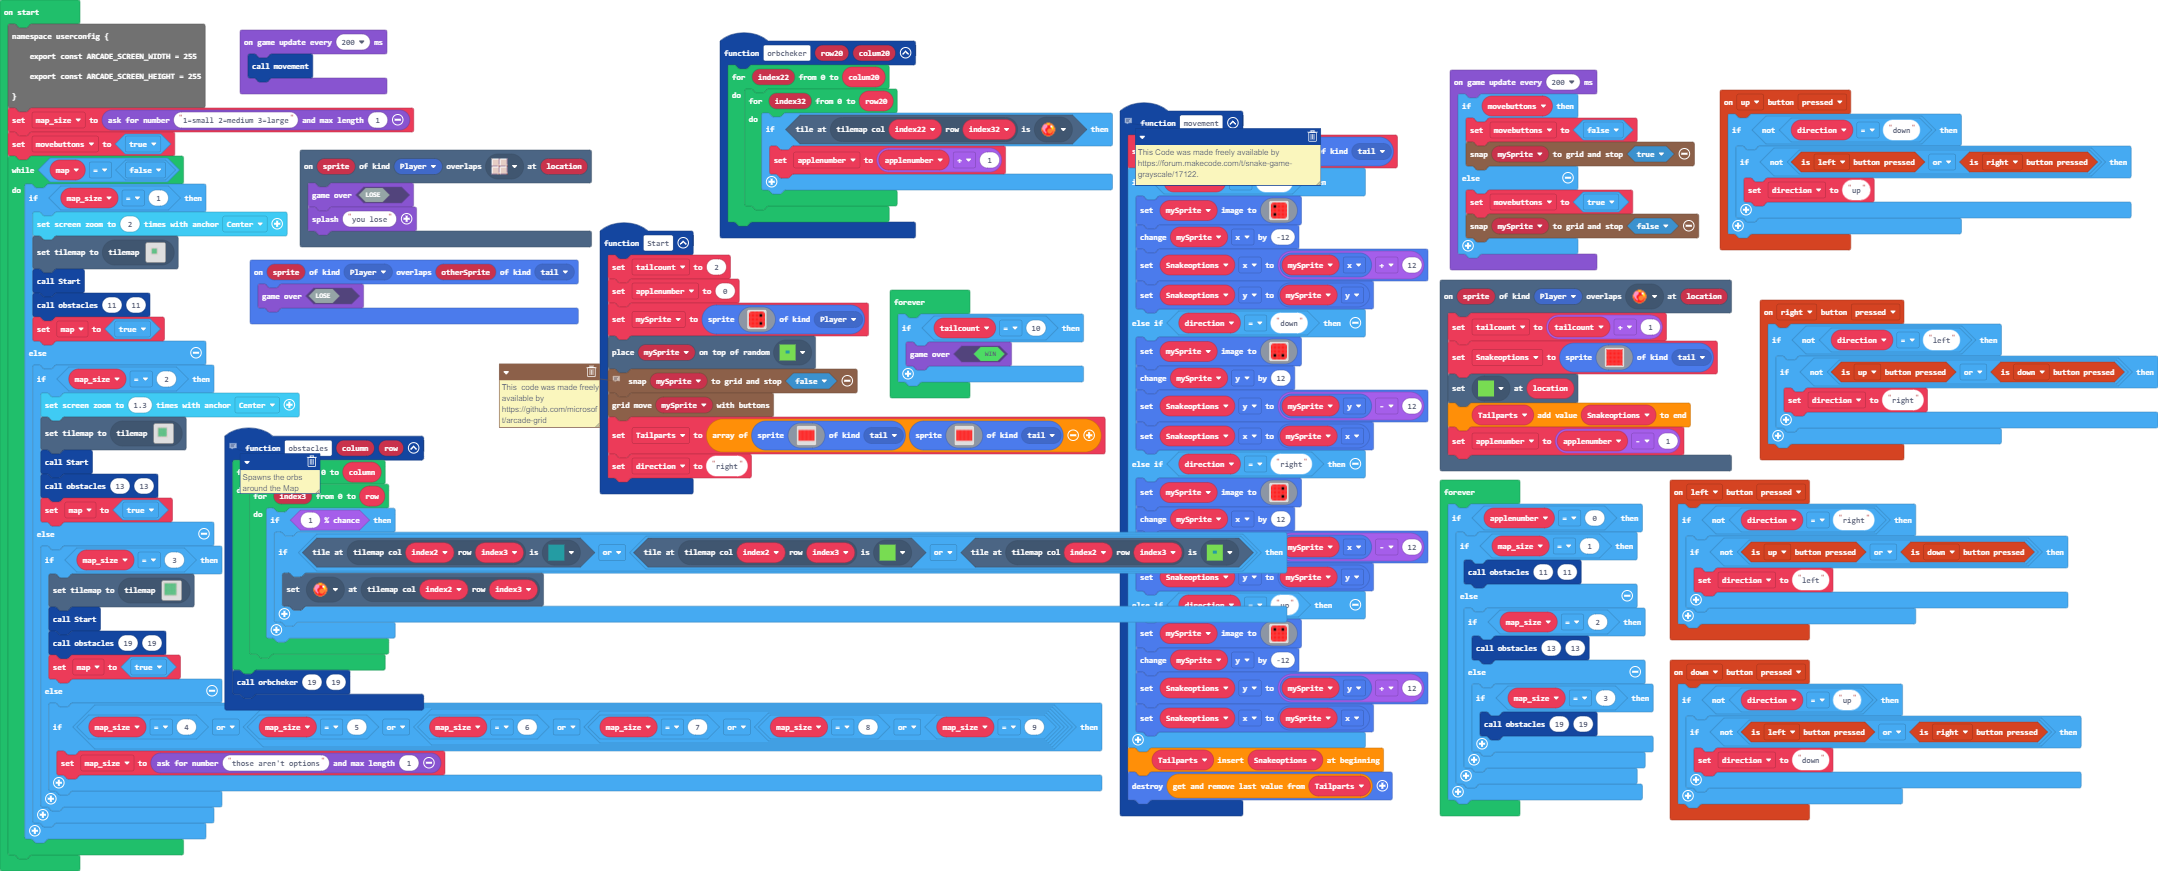 on start
namespace userconfig {
export const ARCADE_SCREEN_WIDTH = 255
export const ARCADE_SCREEN_HEIGHT = 255
}
set map_size to ask for number "1=small 2=medium 3=large" and max length 1
set movebuttons to true
while map = false
do
if map_size = 1 then
set screen zoom to 2 times with anchor Center
set tilemap to tilemap
call Start
call obstacles 11 11
set map to true
else
if map_size = 2 then
set screen zoom to 1.3 times with anchor Center
set tilemap to tilemap
call Start
call obstacles 13 13
set map to true
else
if map_size = 3 then
set tilemap to tilemap
call Start
call obstacles 19 19
set map to true
else
if map_size = 4 or map_size = 5 or map_size = 6 or map_size = 7 or map_size = 8 or map_size = 9 then
set map_size to ask for number "those aren't options" and max length 1
on game update every 200 ms
call movement
on sprite of kind Player overlaps at location
game over LOSE
splash "you lose"
on sprite of kind Player overlaps otherSprite of kind tail
game over LOSE
This code was made freely
available by
https://github.com/microsof
t/arcade-grid
function obstacles column row
Spawns the orbs
around the Map
0 to column
for index3 from 0 to row
do
if 1 % chance then
if tile at tilemap col index2 row index3 is or tile at tilemap col index2 row index3 is or tile at tilemap col index2 row index3 is then
set at tilemap col index2 row index3
call orbcheker 19 19
function Start
set tailcount to 2
set applenumber to 0
set mySprite to sprite of kind Player
place mySprite on top of random
snap mySprite to grid and stop false
grid move mySprite with buttons
set Tailparts to array of sprite of kind tail sprite of kind tail
set direction to "right"
function orbcheker row20 colum20
for index22 from 0 to colum20
do
for index32 from 0 to row20
do
if tile at tilemap col index22 row index32 is then
set applenumber to applenumber + 1
forever
if tailcount = 10 then
game over WIN
function movement
of kind tail
This Code was made freely available by
https://forum.makecode.com/t/snake-game-
grayscale/17122.
set mySprite image to
change mySprite x by -12
set Snakeoptions x to mySprite x + 12
set Snakeoptions y to mySprite y
else if direction = "down" then
set mySprite image to
change mySprite y by 12
set Snakeoptions y to mySprite y - 12
set Snakeoptions x to mySprite x
else if direction = "right" then
set mySprite image to
change mySprite x by 12
mySprite x - 12
set Snakeoptions y to mySprite y
else if direction = "up" then
set mySprite image to
change mySprite y by -12
set Snakeoptions y to mySprite y + 12
set Snakeoptions x to mySprite x
Tailparts insert Snakeoptions at beginning
destroy get and remove last value from Tailparts
on game update every 200 ms
if movebuttons then
set movebuttons to false
snap mySprite to grid and stop true
else
set movebuttons to true
snap mySprite to grid and stop false
on sprite of kind Player overlaps at location
set tailcount to tailcount + 1
set Snakeoptions to sprite of kind tail
set at location
Tailparts add value Snakeoptions to end
set applenumber to applenumber - 1
forever
if applenumber = 0 then
if map_size = 1 then
call obstacles 11 11
else
if map_size = 2 then
call obstacles 13 13
else
if map_size = 3 then
call obstacles 19 19
on up button pressed
if not direction = "down" then
if not is left button pressed or is right button pressed then
set direction to "up"
on right button pressed
if not direction = "left" then
if not is up button pressed or is down button pressed then
set direction to "right"
on left button pressed
if not direction = "right" then
if not is up button pressed or is down button pressed then
set direction to "left"
on down button pressed
if not direction = "up" then
if not is left button pressed or is right button pressed then
set direction to "down"